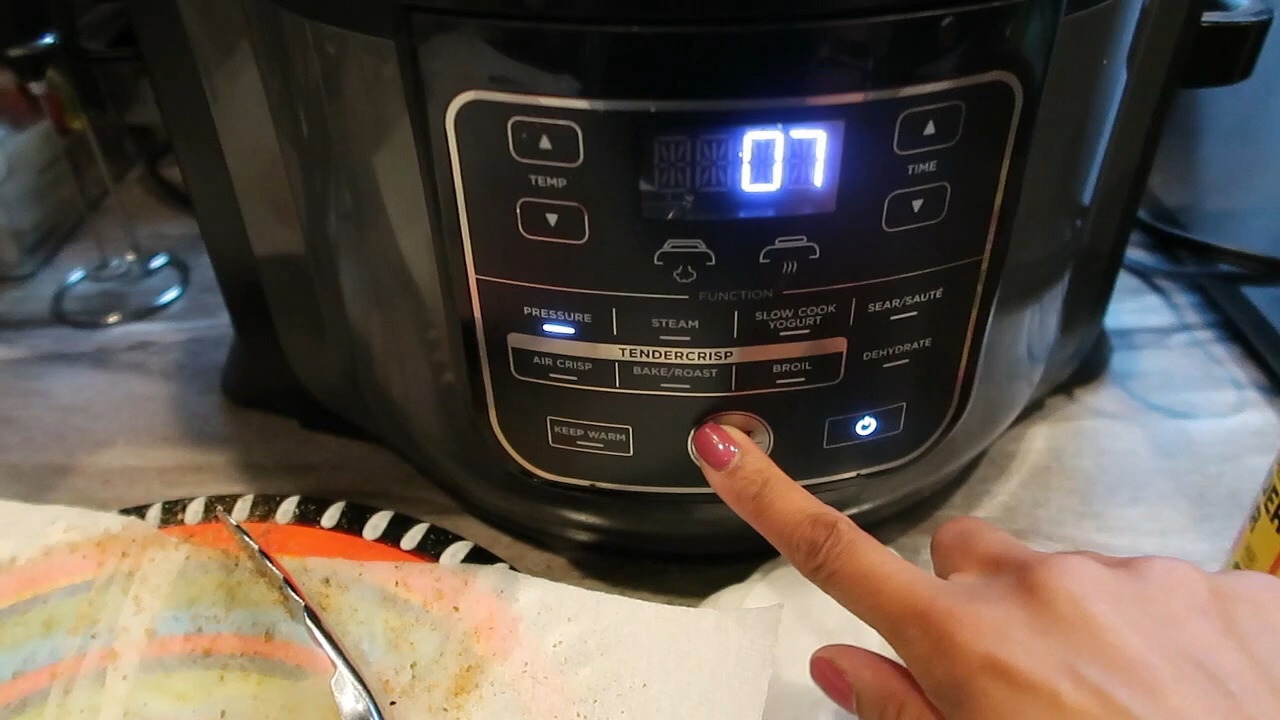 07
TEMP
TIME
FUNCTION
PRESSURE
STEAM
SLOW COOK
YOGURT
SEAR/SAUTÉ
TENDERCRISP
AIR CRISP
BAKE/ROAST
BROIL
DEHYDRATE
KEEP WARM